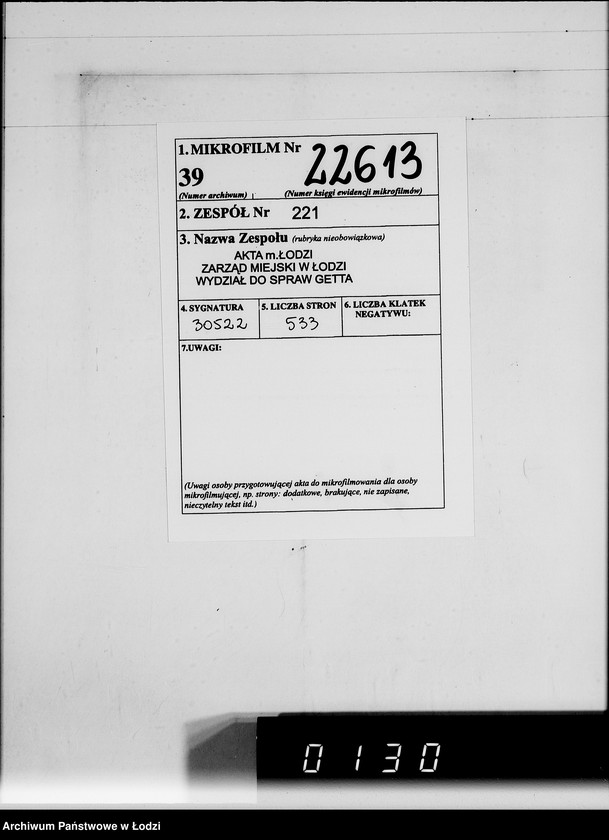 1. MIKROFILM Nr 22613
39
(Numer archiwum) (Numer księgi ewidencji mikrofilmów)
2. ZESPÓŁ Nr 221
3. Nazwa Zespołu (rubryka nieobowiązkowa)
AKTA m.ŁODZI
ZARZĄD MIEJSKI W ŁODZI
WYDZIAŁ DO SPRAW GETTA
4. SYGNATURA 5. LICZBA STRON 6. LICZBA KLATEK
NEGATYWU:
30522 533
7.UWAGI:
(Uwagi osoby przygotowującej akta do mikrofilmowania dla osoby
mikrofilmującej, np. strony: dodatkowe, brakujące, nie zapisane,
nieczytelny tekst itd.)
0130
Archiwum Państwowe w Łodzi